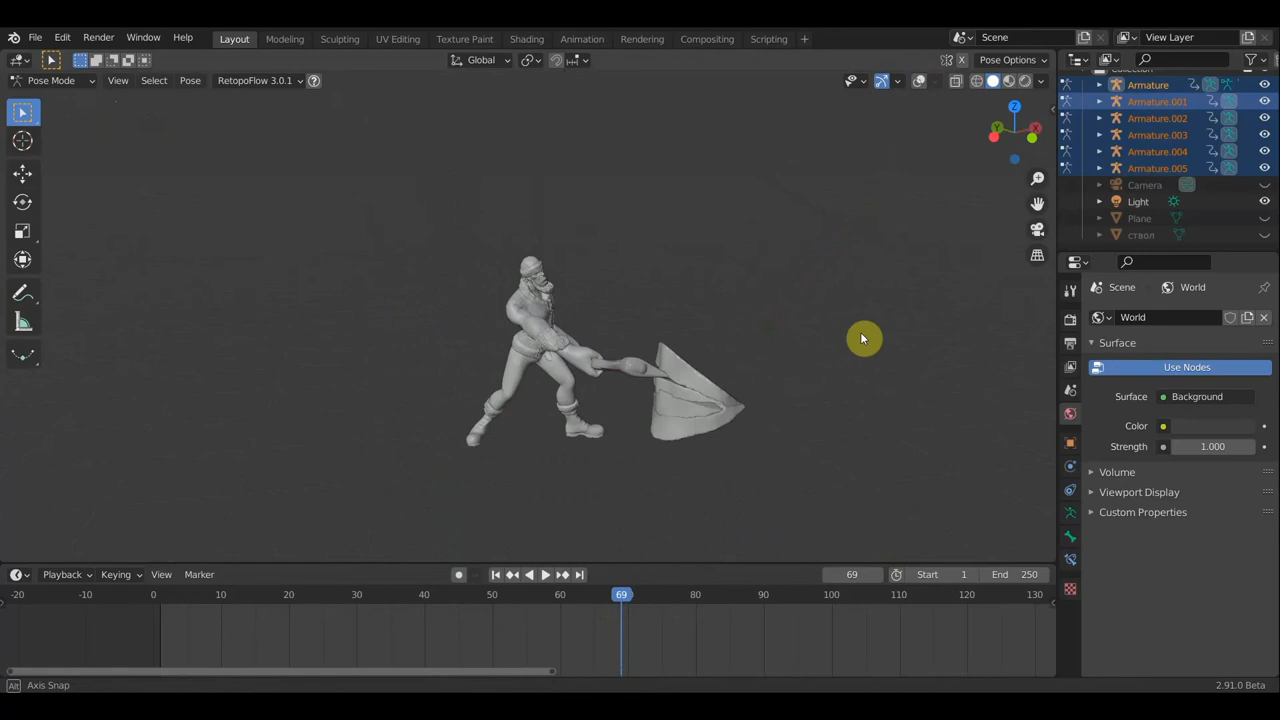 File Edit Render Window Help Layout Modeling Sculpting UV Editing Texture Paint Shading Animation Rendering Compositing Scripting + Scene View Layer
Global Pose Options
Pose Mode View Select Pose RetopoFlow 3.0.1
Collection
Armature
Armature.001
Armature.002
Armature.003
Armature.004
Armature.005
Camera
Light
Plane
ствол
Z
Y X
Scene World
World
Surface
Use Nodes
Surface Background
Color
Strength 1.000
Volume
Viewport Display
Custom Properties
Playback Keying View Marker 69 Start 1 End 250
-20 -10 0 10 20 30 40 50 60 69 80 90 100 110 120 130
Alt Axis Snap 2.91.0 Beta